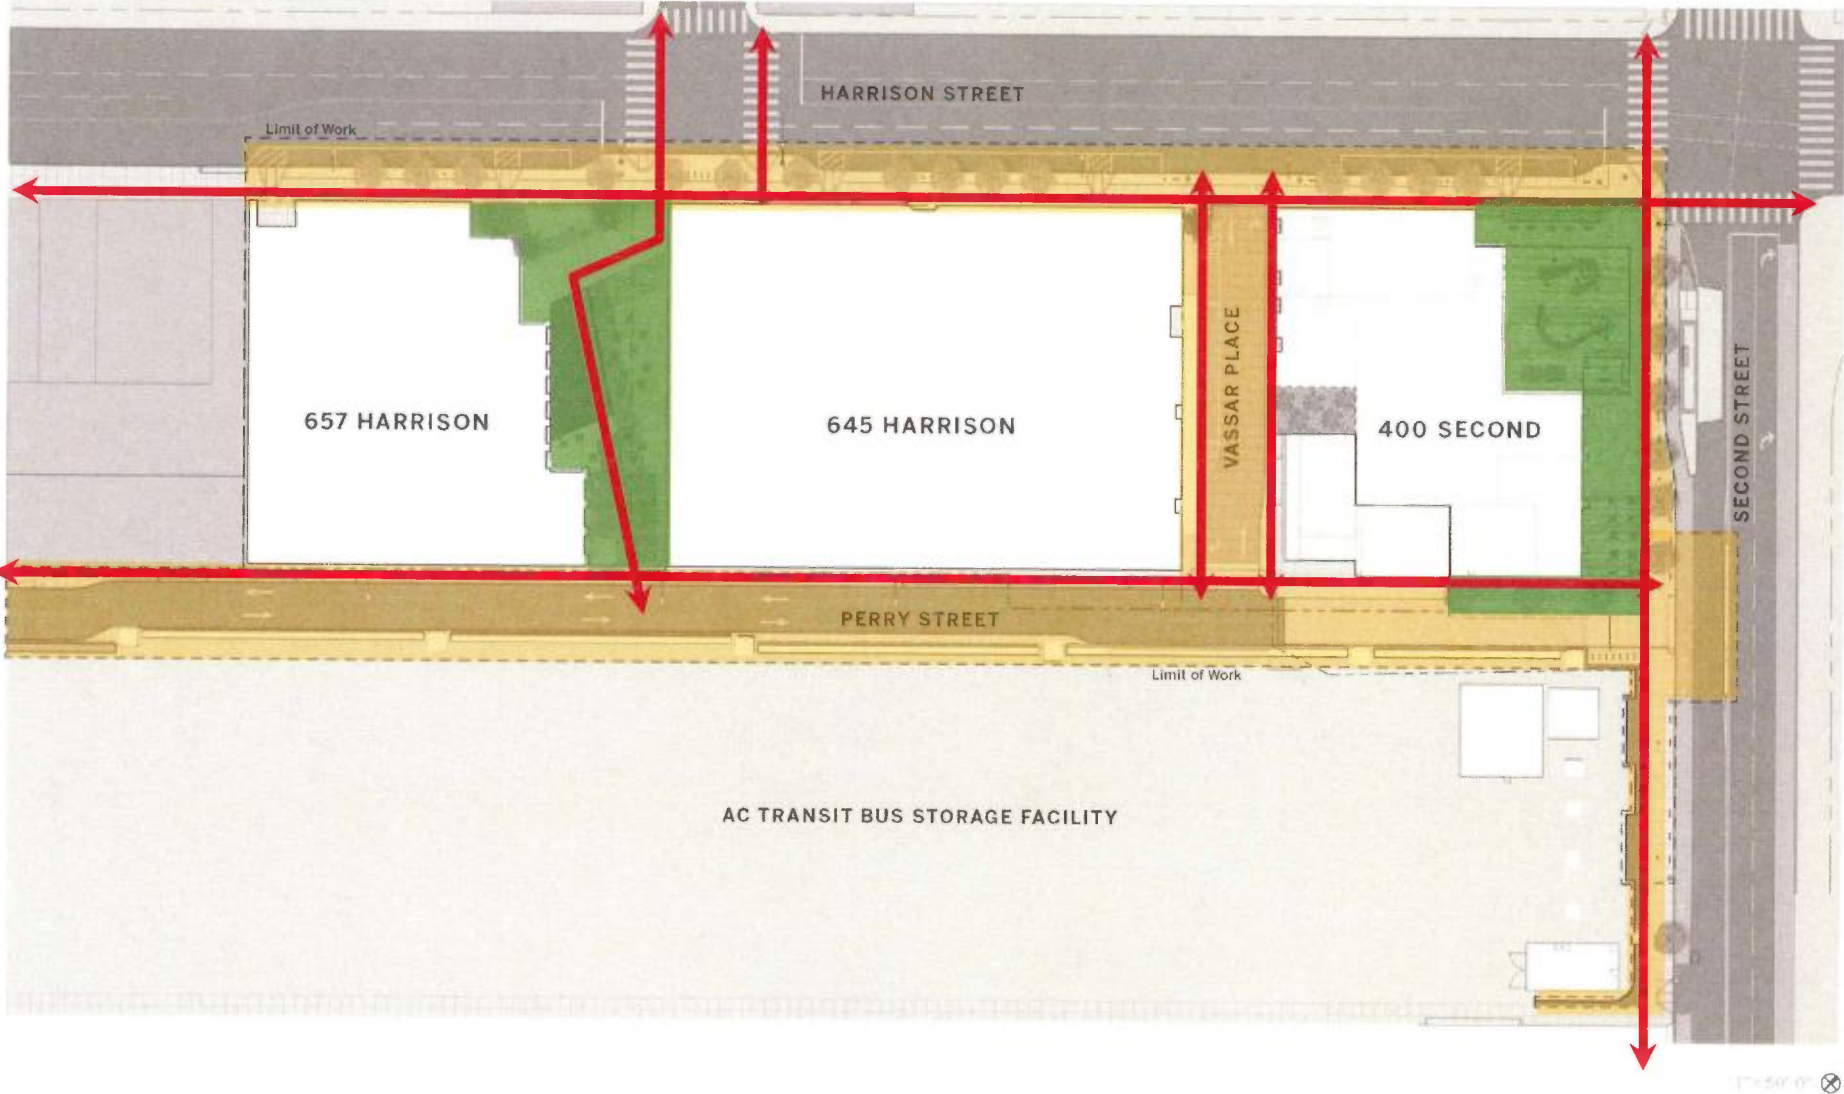 HARRISON STREET
Limit of Work
657 HARRISON
645 HARRISON
VASSAR PLACE
400 SECOND
SECOND STREET
PERRY STREET
Limit of Work
AC TRANSIT BUS STORAGE FACILITY